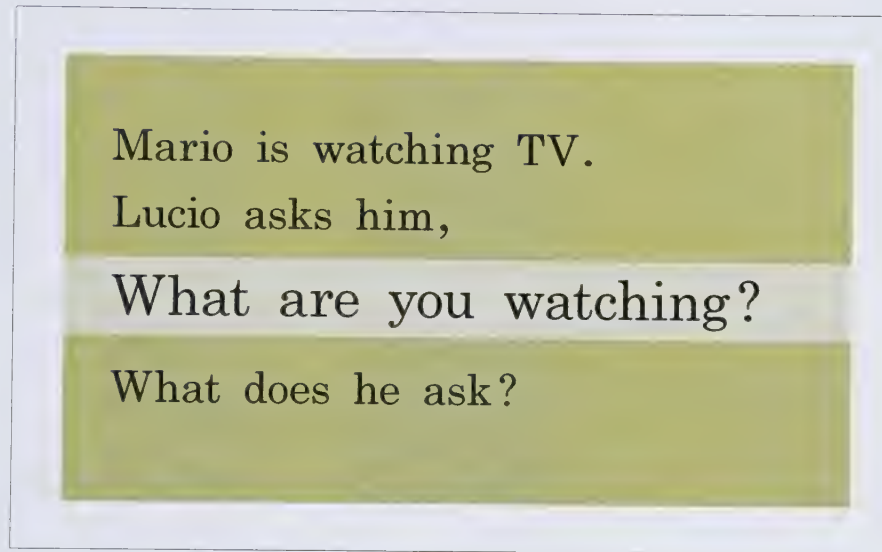 Mario is watching TV.
Lucio asks him,
What are you watching?
What does he ask?